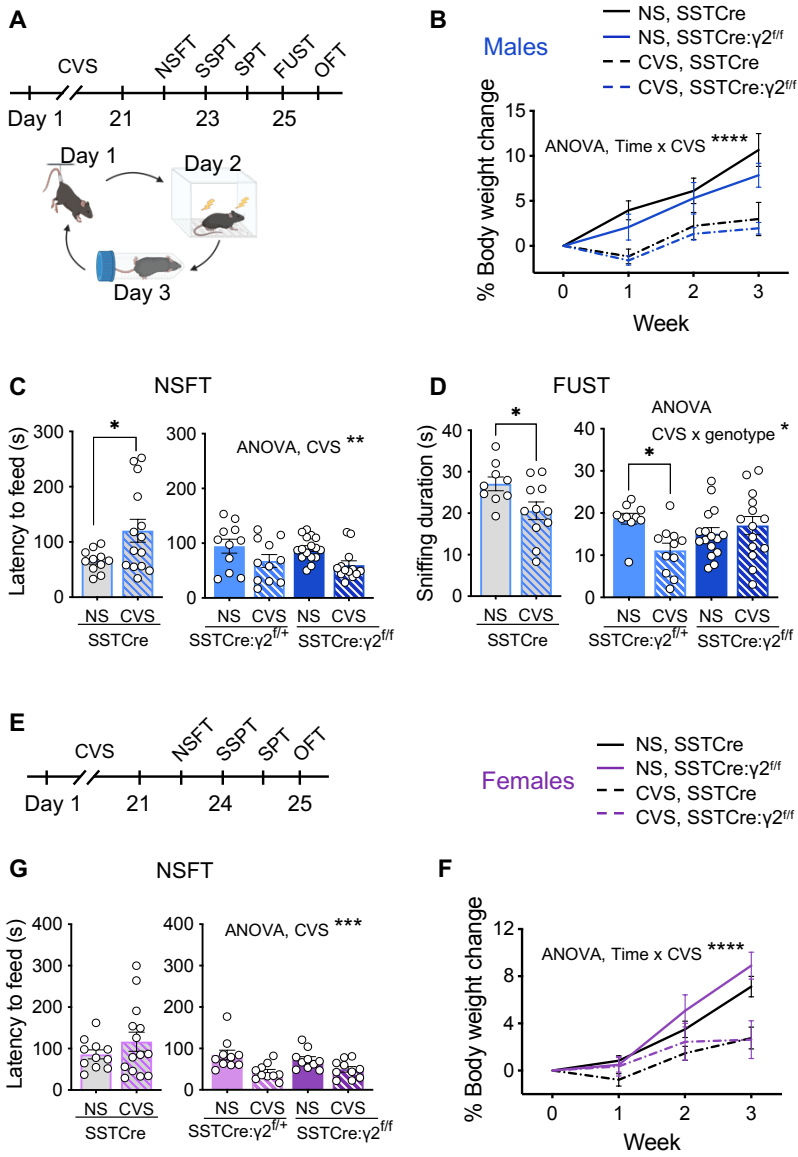 A
CVS
NSFT
SSPT
SPT
FUST
OFT
Day 1
21
23
25
Day 1
Day 2
Day 3
B
Males
NS, SSTCre
NS, SSTCre:γ2f/f
CVS, SSTCre
CVS, SSTCre:γ2f/f
% Body weight change
15
10
5
0
ANOVA, Time x CVS ****
0 1 2 3
Week
C
NSFT
Latency to feed (s)
300
200
100
0
*
NS CVS
SSTCre
300
200
100
0
ANOVA, CVS **
NS CVS NS CVS
SSTCre:γ2f/+ SSTCre:γ2f/f
D
FUST
Sniffing duration (s)
40
30
20
10
0
*
NS CVS
SSTCre
ANOVA
CVS x genotype *
40
30
20
10
0
*
NS CVS NS CVS
SSTCre:γ2f/+ SSTCre:γ2f/f
E
CVS
NSFT
SSPT
SPT
OFT
Day 1
21
24
25
Females
NS, SSTCre
NS, SSTCre:γ2f/f
CVS, SSTCre
CVS, SSTCre:γ2f/f
G
NSFT
Latency to feed (s)
400
300
200
100
0
NS CVS
SSTCre
400
300
200
100
0
ANOVA, CVS ***
NS CVS NS CVS
SSTCre:γ2f/+ SSTCre:γ2f/f
F
% Body weight change
12
8
4
0
ANOVA, Time x CVS ****
0 1 2 3
Week